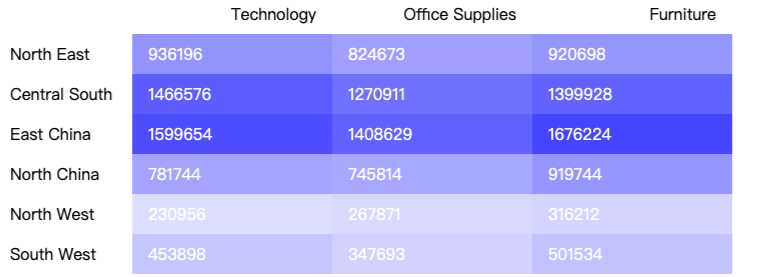 Technology Office Supplies Furniture
North East 936196 824673 920698
Central South 1466576 1270911 1399928
East China 1599654 1408629 1676224
North China 781744 745814 919744
North West 230956 267871 316212
South West 453898 347693 501534